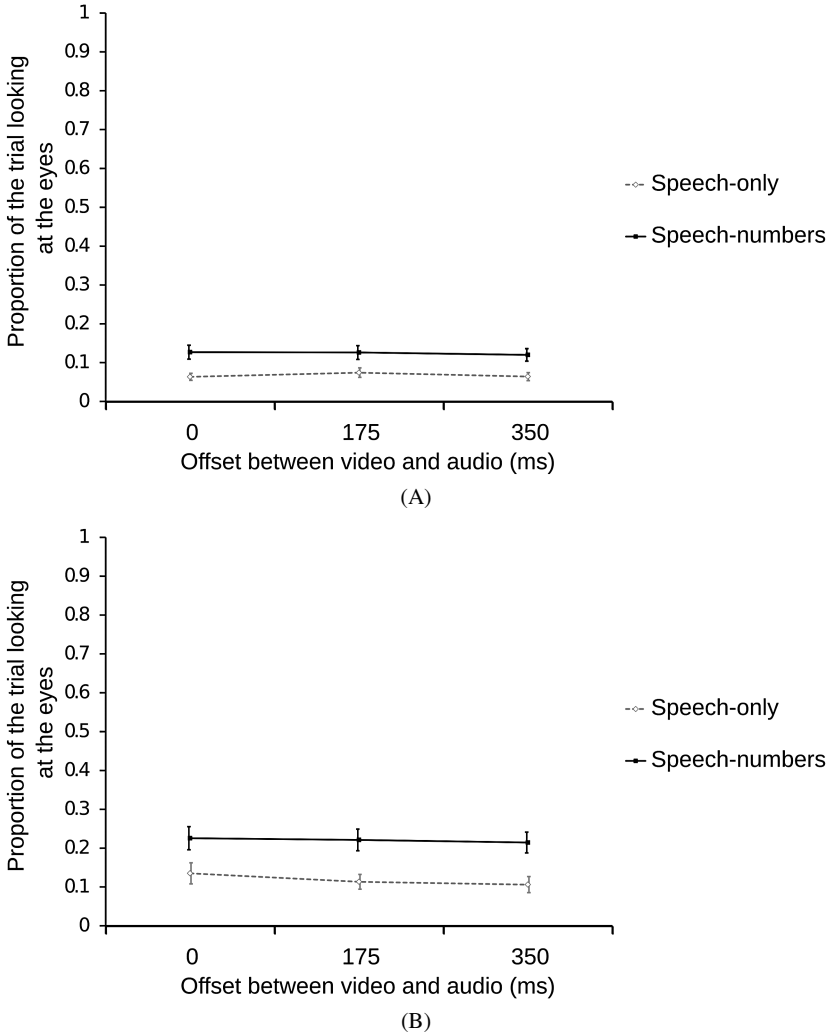 1
0.9
0.8
0.7
0.6
0.5
0.4
0.3
0.2
0.1
0
Proportion of the trial looking
at the eyes
0 175 350
Offset between video and audio (ms)
Speech-only
Speech-numbers
(A)
1
0.9
0.8
0.7
0.6
0.5
0.4
0.3
0.2
0.1
0
Proportion of the trial looking
at the eyes
0 175 350
Offset between video and audio (ms)
Speech-only
Speech-numbers
(B)